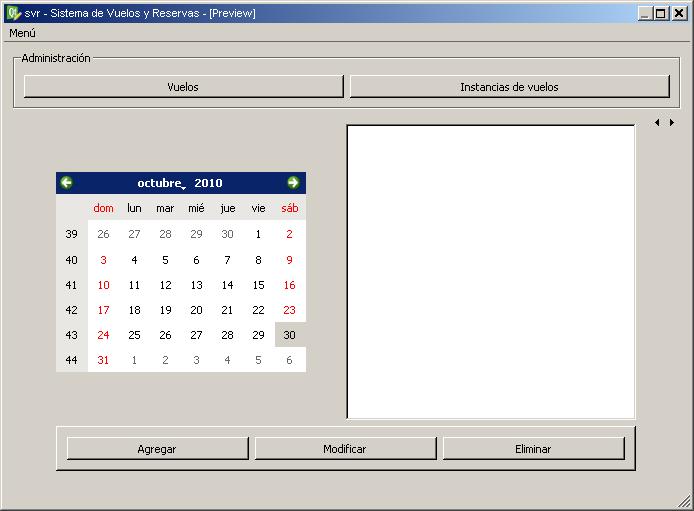 svr - Sistema de Vuelos y Reservas - [Preview]
Menú
Administración
Vuelos Instancias de vuelos
octubre, 2010
dom lun mar mié jue vie sáb
39 26 27 28 29 30 1 2
40 3 4 5 6 7 8 9
41 10 11 12 13 14 15 16
42 17 18 19 20 21 22 23
43 24 25 26 27 28 29 30
44 31 1 2 3 4 5 6
Agregar Modificar Eliminar